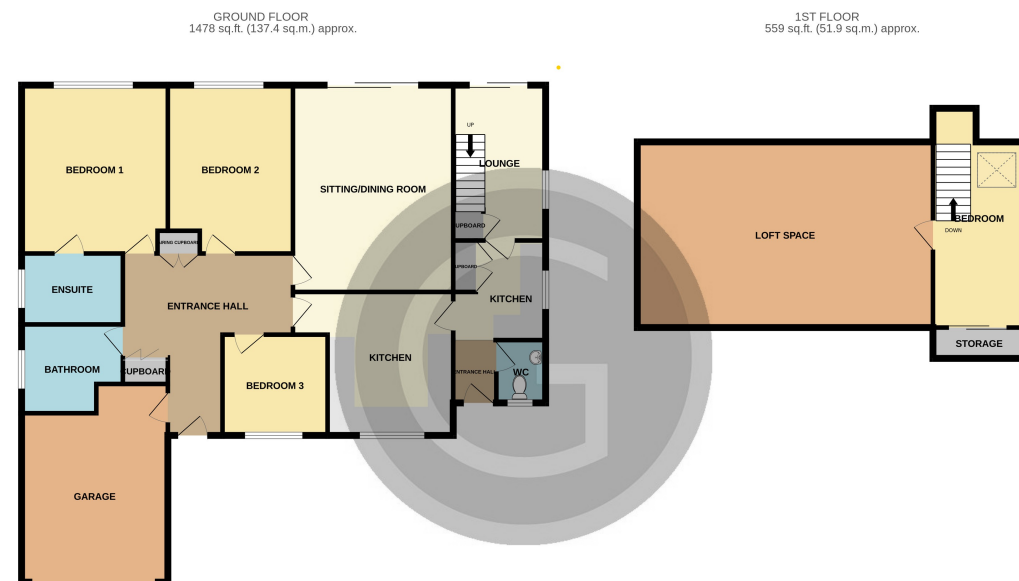 GROUND FLOOR
1478 sq.ft. (137.4 sq.m.) approx.
1ST FLOOR
559 sq.ft. (51.9 sq.m.) approx.
BEDROOM 1
BEDROOM 2
SITTING/DINING ROOM
UP
LOUNGE
UPBOARD
IRING CUPBOARD
UPBOARD
ENSUITE
ENTRANCE HALL
KITCHEN
BATHROOM
CUPBOARD
BEDROOM 3
KITCHEN
ENTRANCE HALL
WC
GARAGE
LOFT SPACE
BEDROOM
DOWN
STORAGE
G